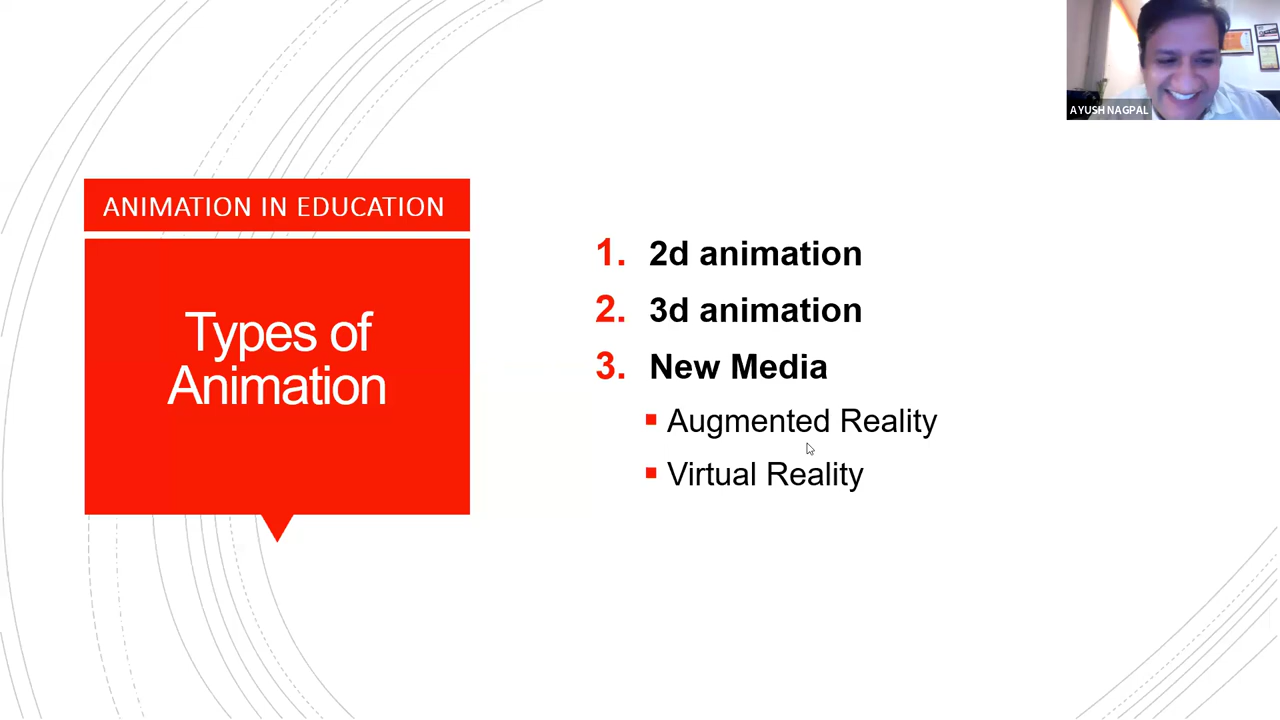 AYUSH NAGPAL
ANIMATION IN EDUCATION
Types of
Animation
1. 2d animation
2. 3d animation
3. New Media
Augmented Reality
Virtual Reality